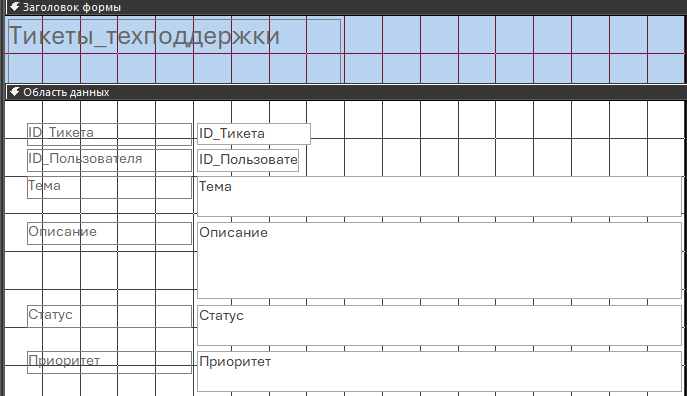 Заголовок формы
Тикеты_техподдержки
Область данных
ID_Тикета ID_Тикета
ID_Пользователя ID_Пользовате
Тема Тема
Описание Описание
Статус Статус
Приоритет Приоритет